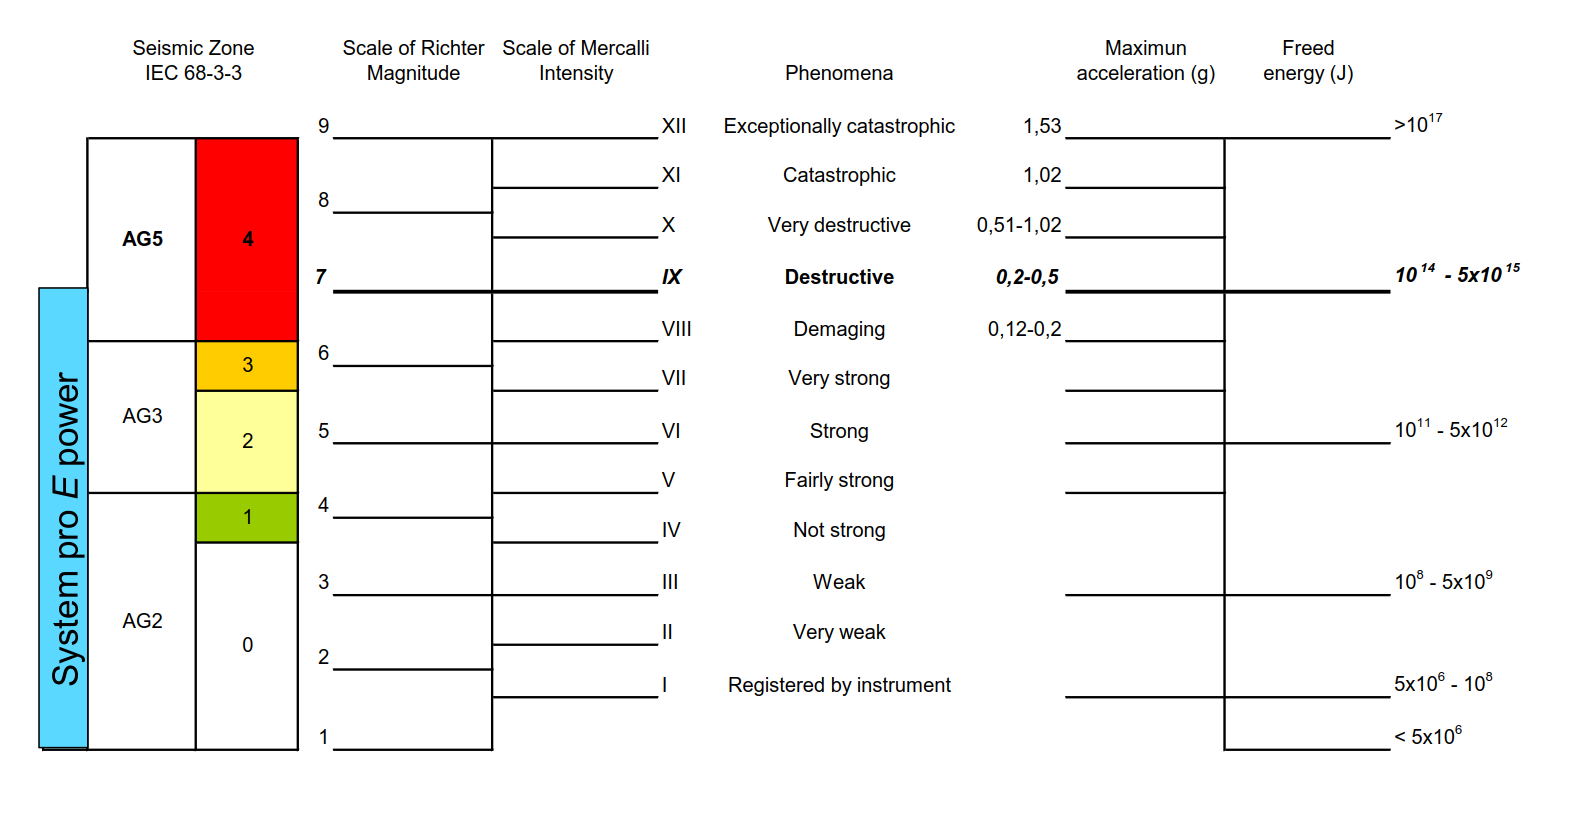 Seismic Zone
IEC 68-3-3
Scale of Richter
Magnitude
Scale of Mercalli
Intensity
Phenomena
Maximun
acceleration (g)
Freed
energy (J)
9 XII Exceptionally catastrophic 1,53 >10¹⁷
XI Catastrophic 1,02
8
X Very destructive 0,51-1,02
AG5 4
7 IX Destructive 0,2-0,5 10¹⁴ - 5x10¹⁵
VIII Demaging 0,12-0,2
6
3
VII Very strong
AG3
5 VI Strong 10¹¹ - 5x10¹²
2
V Fairly strong
4
1
IV Not strong
3 III Weak 10⁸ - 5x10⁹
AG2
II Very weak
0
2
I Registered by instrument 5x10⁶ - 10⁸
1 < 5x10⁶
System pro E power